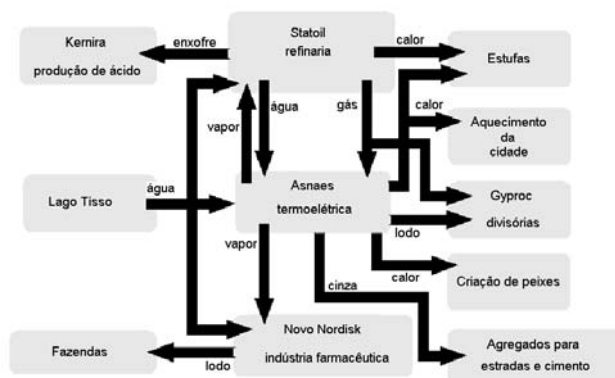 Kernira
produção de ácido
enxofre
Statoil
refinaria
calor
Estufas
água
gás
calor
vapor
Aquecimento
da
cidade
Lago Tisso
água
Asnaes
termoelétrica
Gyproc
divisórias
lodo
vapor
calor
Criação de peixes
cinza
Novo Nordisk
indústria farmacêutica
Fazendas
lodo
Agregados para
estradas e cimento